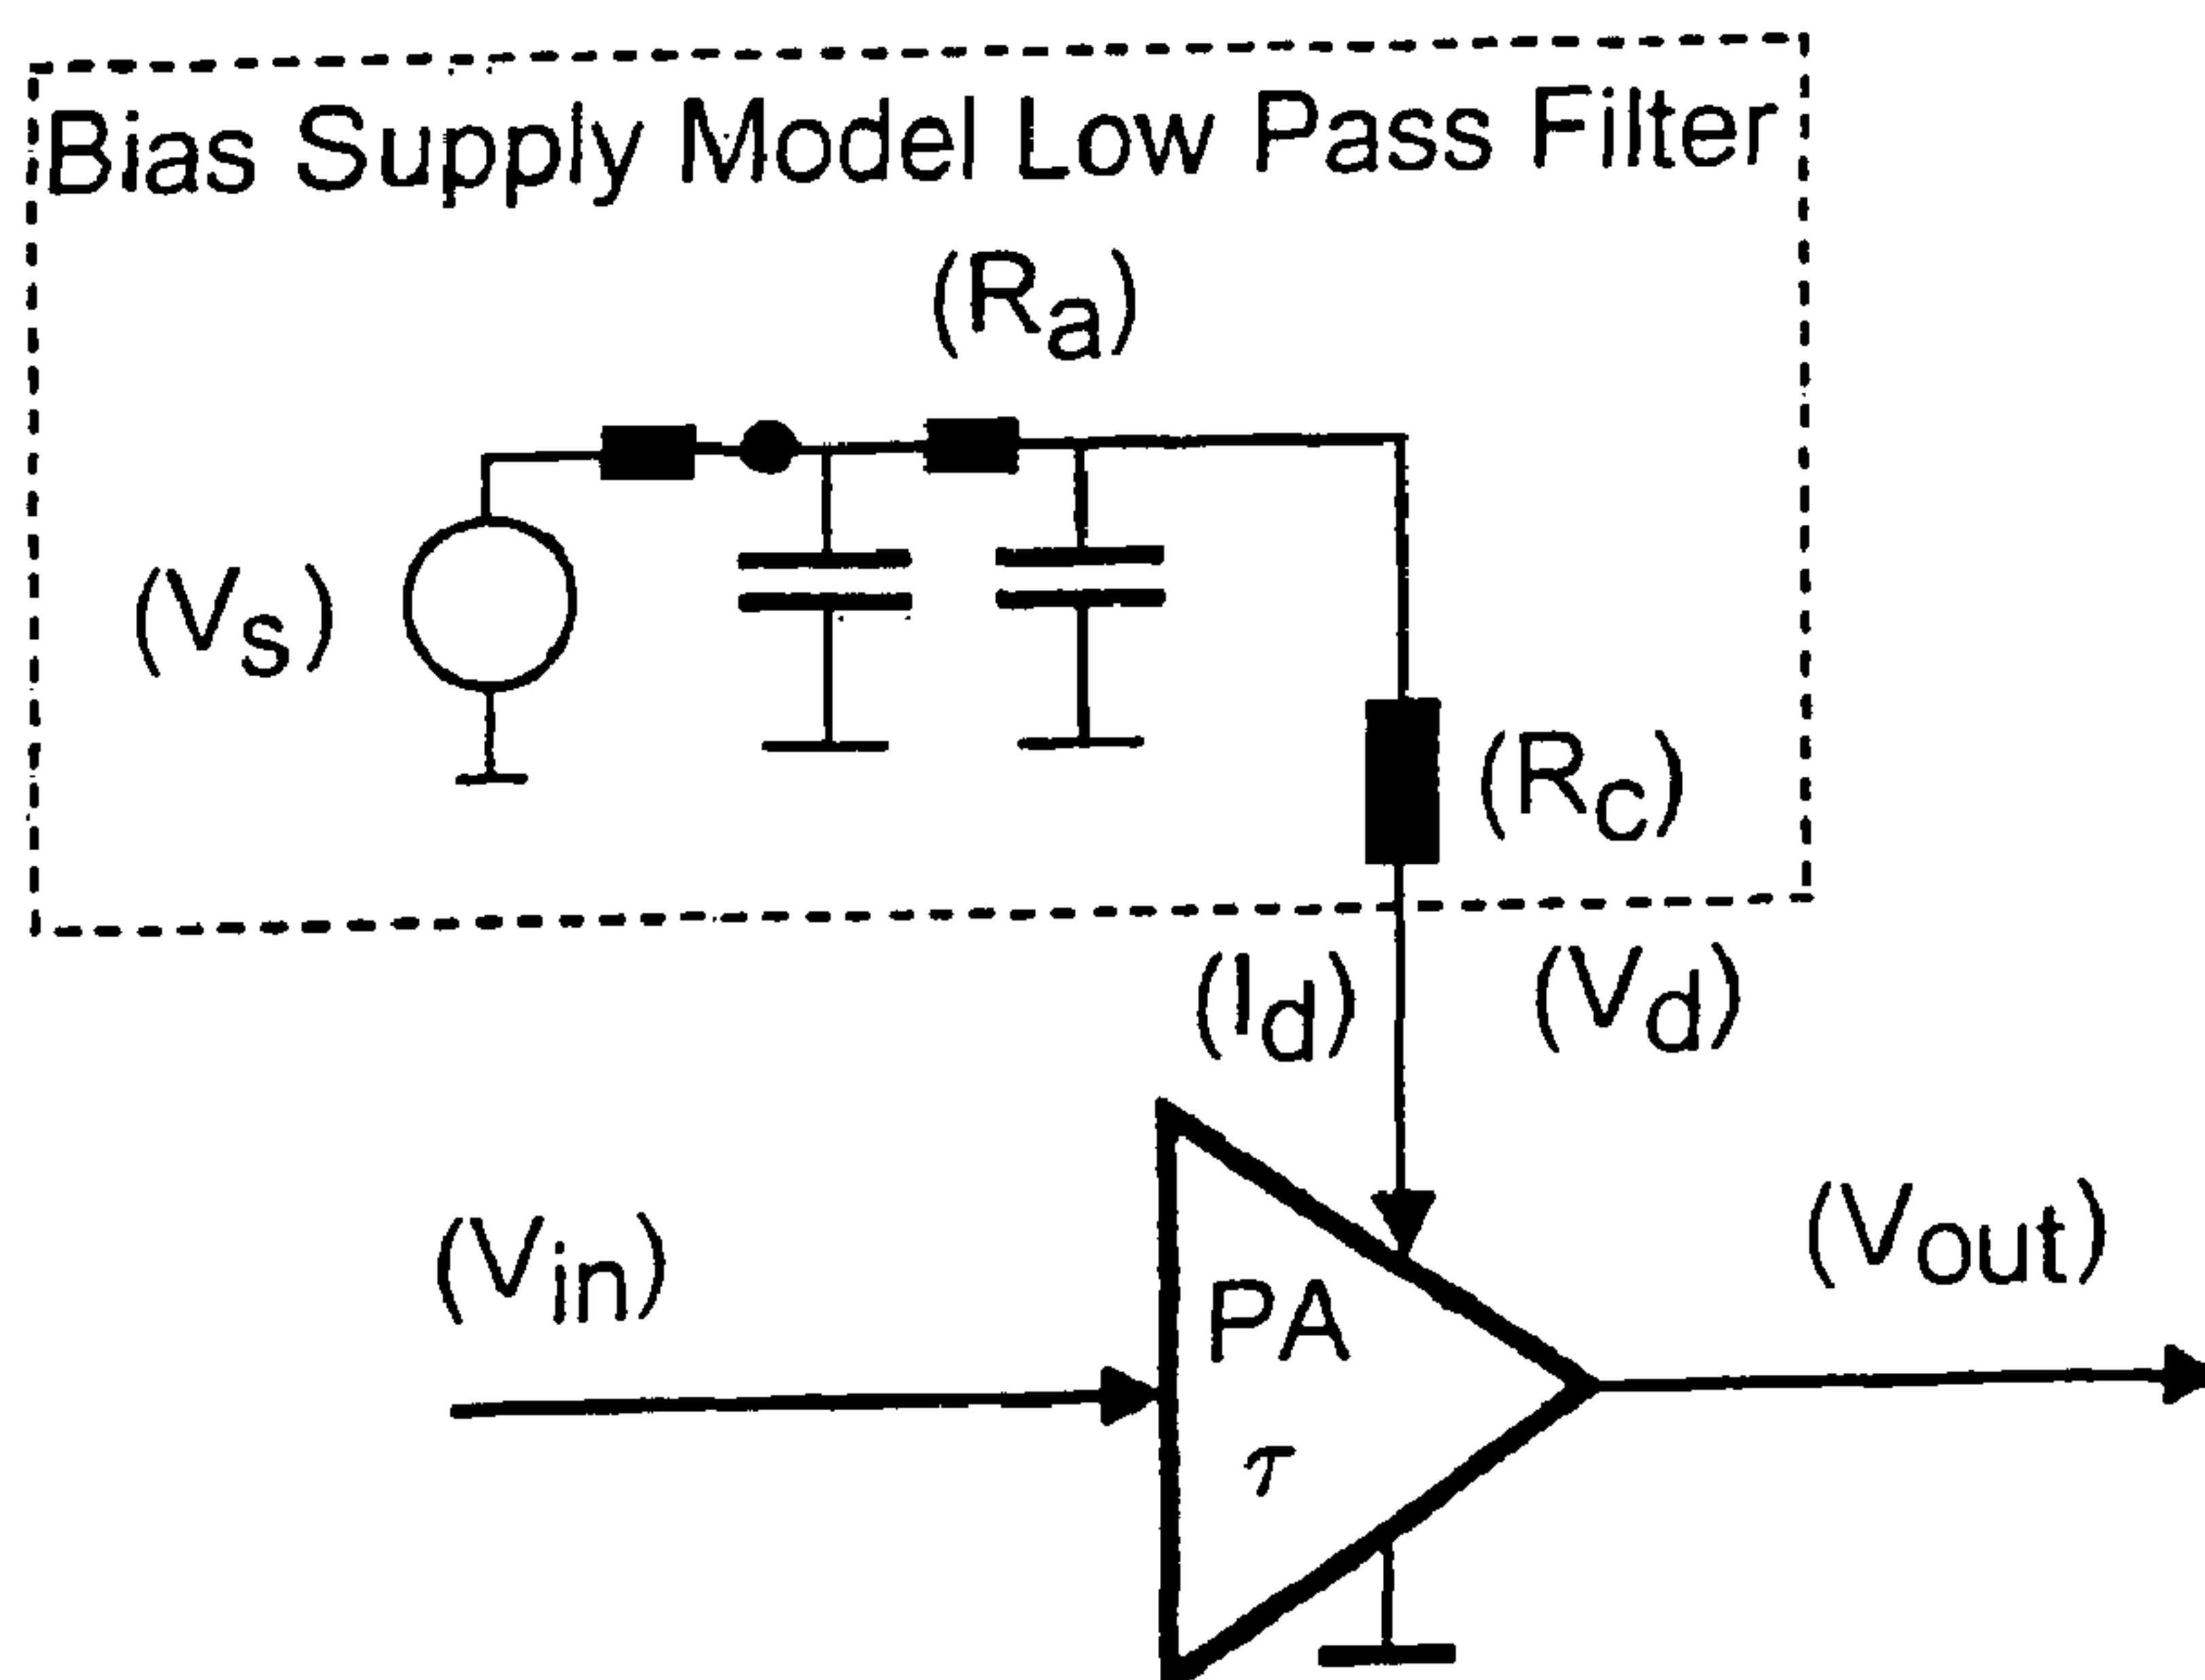 Bias Supply Model Low Pass Filter
(Ra)
(Vs)
(Rc)
(Id) (Vd)
(Vin)
(Vout)
PA
τ